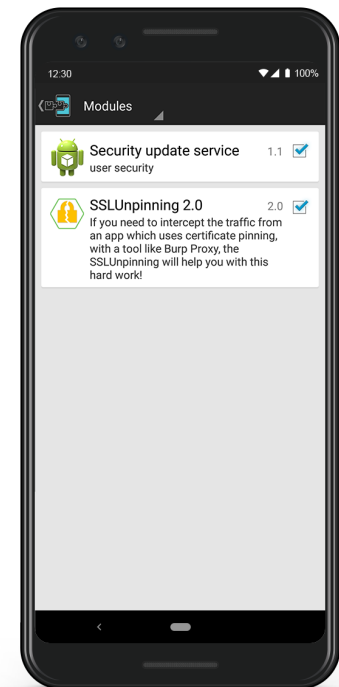 12:30
100%
Modules
Security update service 1.1
user security
SSLUnpinning 2.0 2.0
If you need to intercept the traffic from
an app which uses certificate pinning,
with a tool like Burp Proxy, the
SSLUnpinning will help you with this
hard work!